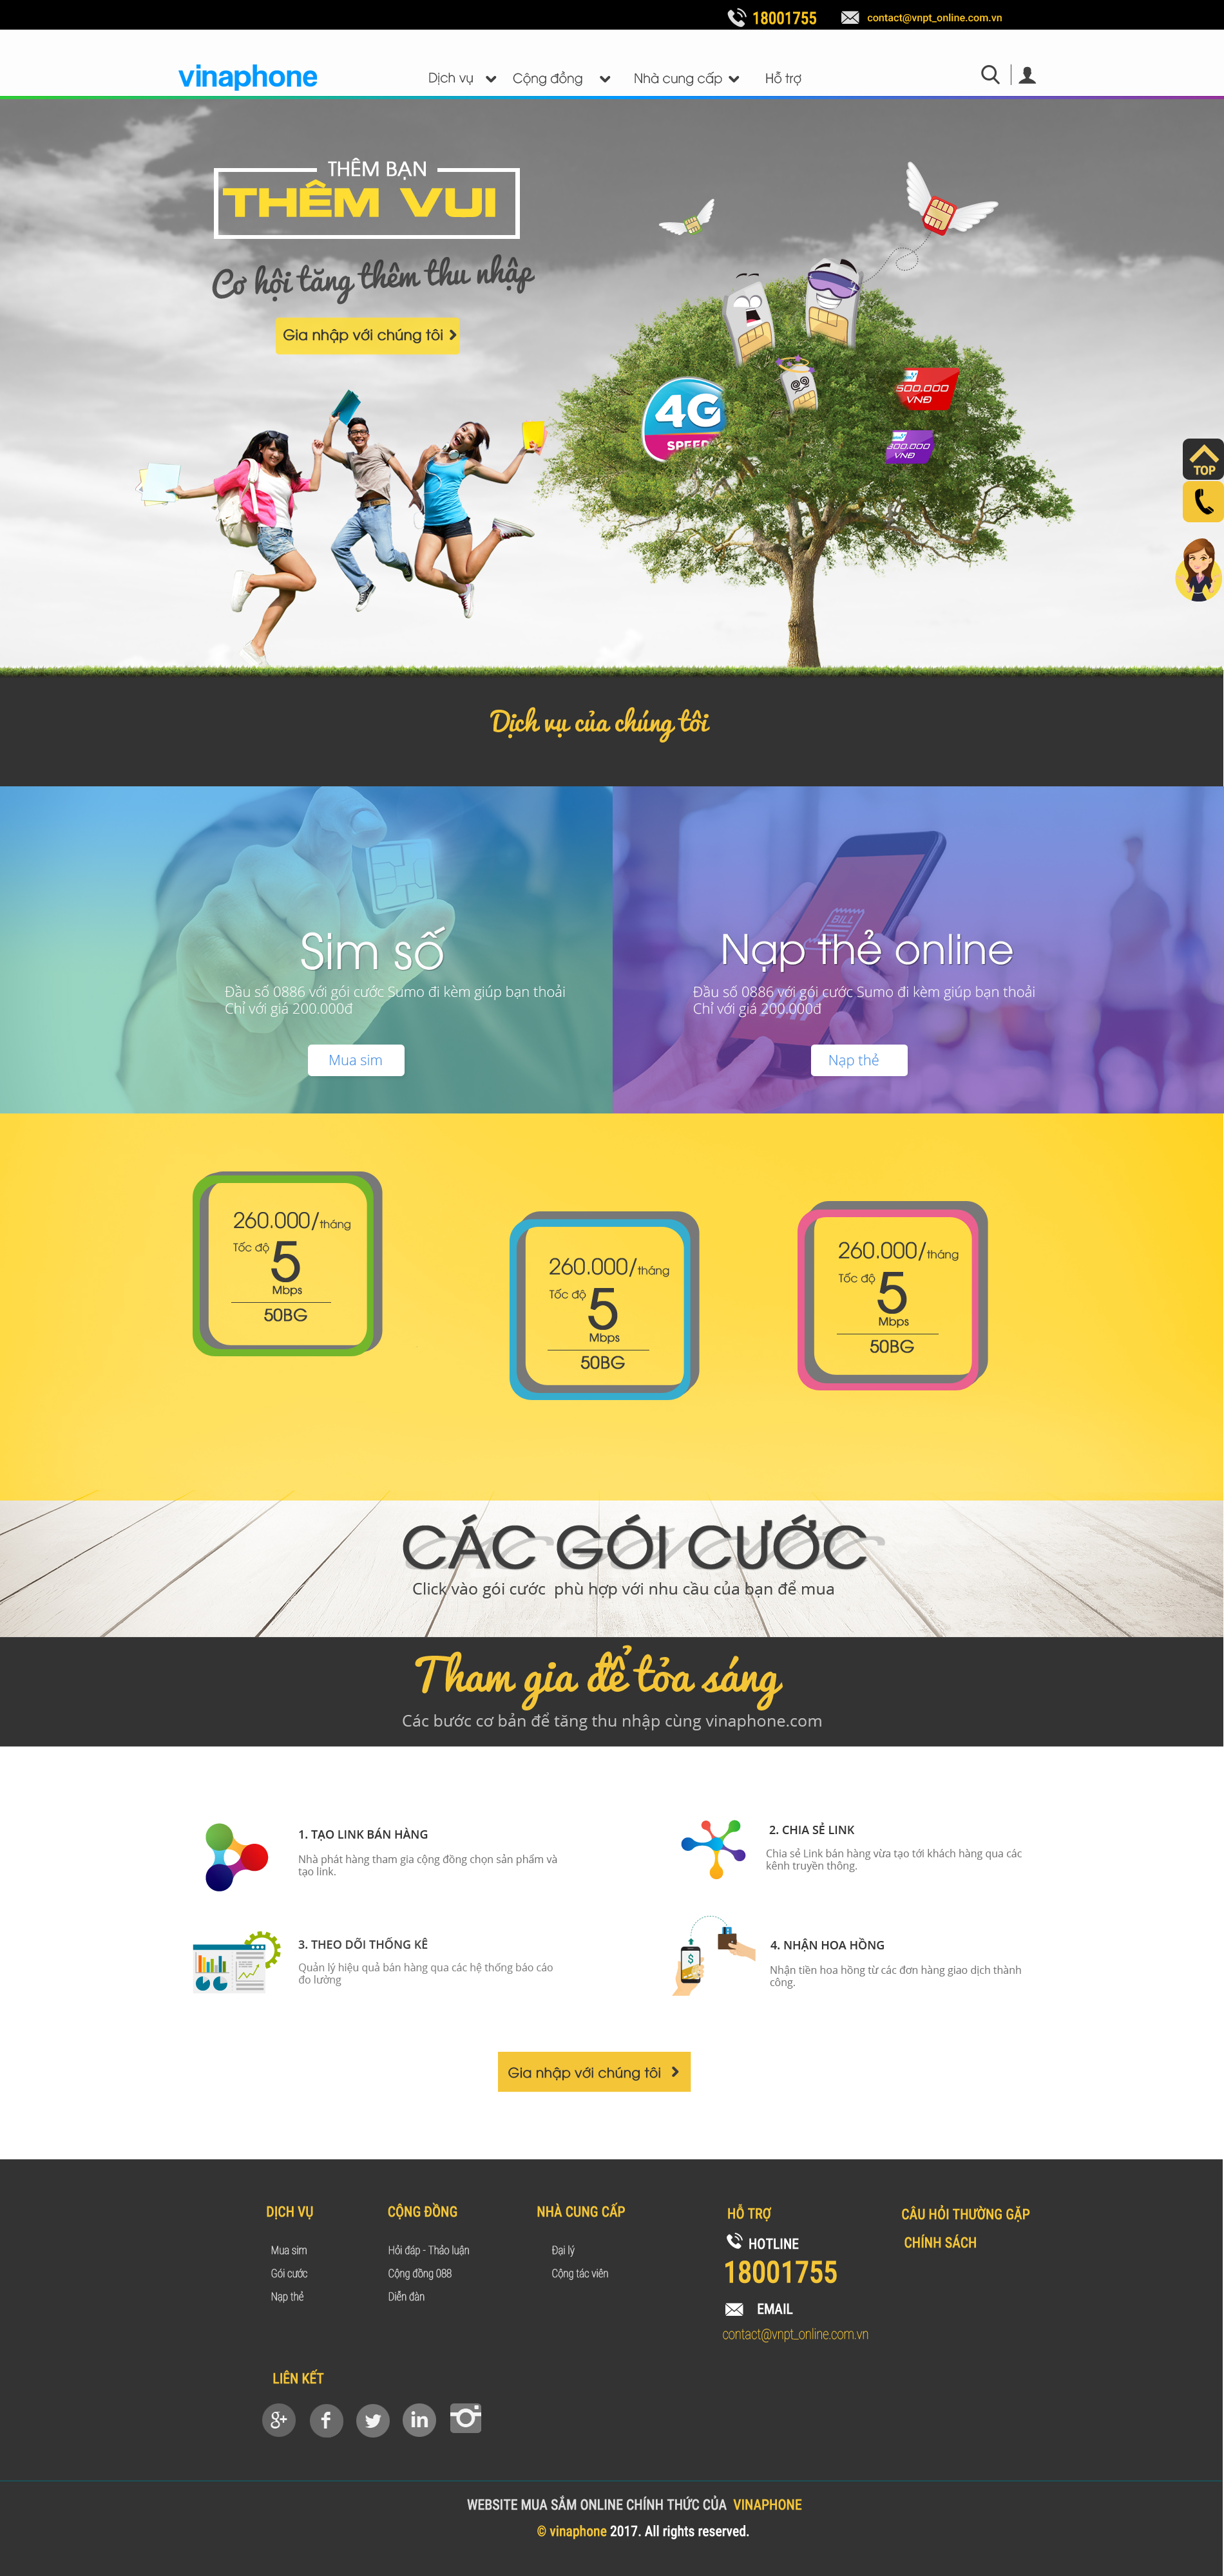 18001755
contact@vnpt_online.com.vn
vinaphone
Dịch vụ
Cộng đồng
Nhà cung cấp
Hỗ trợ
THÊM BẠN
THÊM VUI
Cơ hội tăng thêm thu nhập
Gia nhập với chúng tôi
4G
SPEED
500.000
VNĐ
300.000
VNĐ
TOP
Dịch vụ của chúng tôi
Sim số
Đầu số 0886 với gói cước Sumo đi kèm giúp bạn thoải
Chỉ với giá 200.000đ
Mua sim
BILL
Nạp thẻ online
Đầu số 0886 với gói cước Sumo đi kèm giúp bạn thoải
Chỉ với giá 200.000đ
Nạp thẻ
260.000/tháng
Tốc độ 5
Mbps
50BG
260.000/tháng
Tốc độ 5
Mbps
50BG
260.000/tháng
Tốc độ 5
Mbps
50BG
CÁC GÓI CƯỚC
Click vào gói cước phù hợp với nhu cầu của bạn để mua
Tham gia để tỏa sáng
Các bước cơ bản để tăng thu nhập cùng vinaphone.com
1. TẠO LINK BÁN HÀNG
Nhà phát hàng tham gia cộng đồng chọn sản phẩm và
tạo link.
2. CHIA SẺ LINK
Chia sẻ Link bán hàng vừa tạo tới khách hàng qua các
kênh truyền thông.
3. THEO DÕI THỐNG KÊ
Quản lý hiệu quả bán hàng qua các hệ thống báo cáo
đo lường
4. NHẬN HOA HỒNG
Nhận tiền hoa hồng từ các đơn hàng giao dịch thành
công.
Gia nhập với chúng tôi
DỊCH VỤ
Mua sim
Gói cước
Nạp thẻ
CỘNG ĐỒNG
Hỏi đáp - Thảo luận
Cộng đồng 088
Diễn đàn
NHÀ CUNG CẤP
Đại lý
Cộng tác viên
HỖ TRỢ
HOTLINE
18001755
EMAIL
contact@vnpt_online.com.vn
CÂU HỎI THƯỜNG GẶP
CHÍNH SÁCH
LIÊN KẾT
WEBSITE MUA SẮM ONLINE CHÍNH THỨC CỦA VINAPHONE
© vinaphone 2017. All rights reserved.